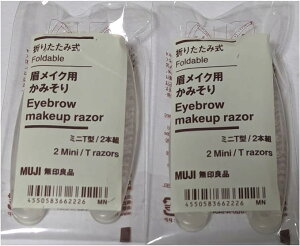 折りたたみ式
Foldable
眉メイク用
かみそり
Eyebrow
makeup razor
ミニT型/2本組
2 Mini/T razors
MUJI 無印良品
4550583662226
MN
折りたたみ式
Foldable
眉メイク用
かみそり
Eyebrow
makeup razor
ミニT型/2本組
2 Mini/T razors
MUJI 無印良品
4550583662226
MN